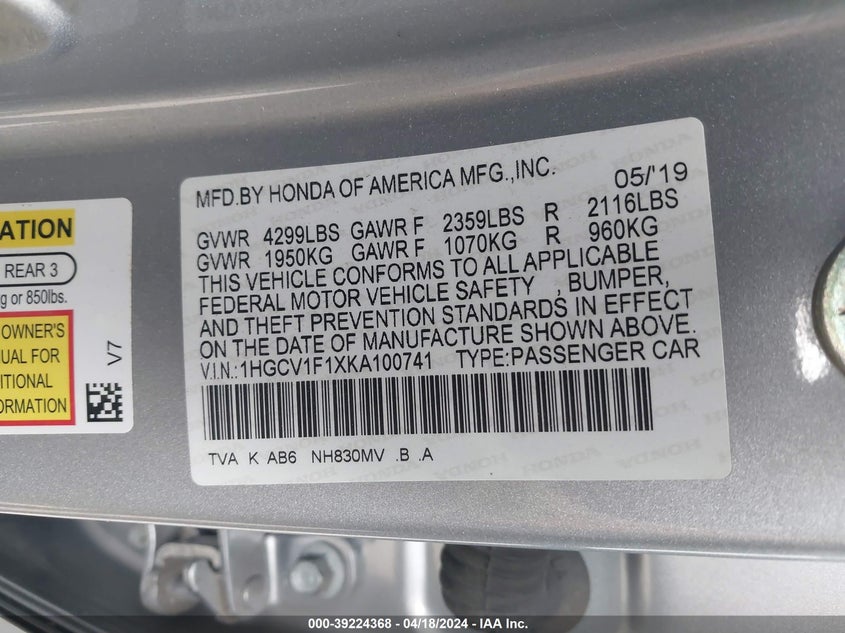 MFD.BY HONDA OF AMERICA MFG.,INC. 05/'19
GVWR 4299LBS GAWR F 2359LBS R 2116LBS
GVWR 1950KG GAWR F 1070KG R 960KG
THIS VEHICLE CONFORMS TO ALL APPLICABLE
FEDERAL MOTOR VEHICLE SAFETY , BUMPER,
AND THEFT PREVENTION STANDARDS IN EFFECT
ON THE DATE OF MANUFACTURE SHOWN ABOVE.
V.I.N.:1HGCV1F1XKA100741 TYPE:PASSENGER CAR
TVA K AB6 NH830MV .B .A
ATION
REAR 3
g or 850lbs.
OWNER'S
UAL FOR
ITIONAL
ORMATION
V7
000-39224368 - 04/18/2024 - IAA Inc.